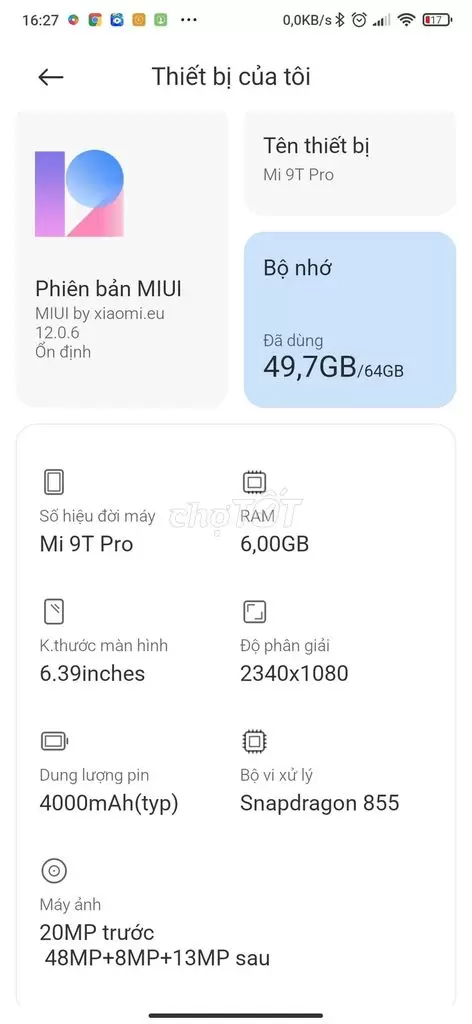 16:27 0,0KB/s 17
Thiết bị của tôi
Phiên bản MIUI
MIUI by xiaomi.eu
12.0.6
Ổn định
Tên thiết bị
Mi 9T Pro
Bộ nhớ
Đã dùng
49,7GB/64GB
Số hiệu đời máy
Mi 9T Pro
chợTỐT
RAM
6,00GB
K.thước màn hình
6.39inches
Độ phân giải
2340x1080
Dung lượng pin
4000mAh(typ)
Bộ vi xử lý
Snapdragon 855
Máy ảnh
20MP trước
48MP+8MP+13MP sau